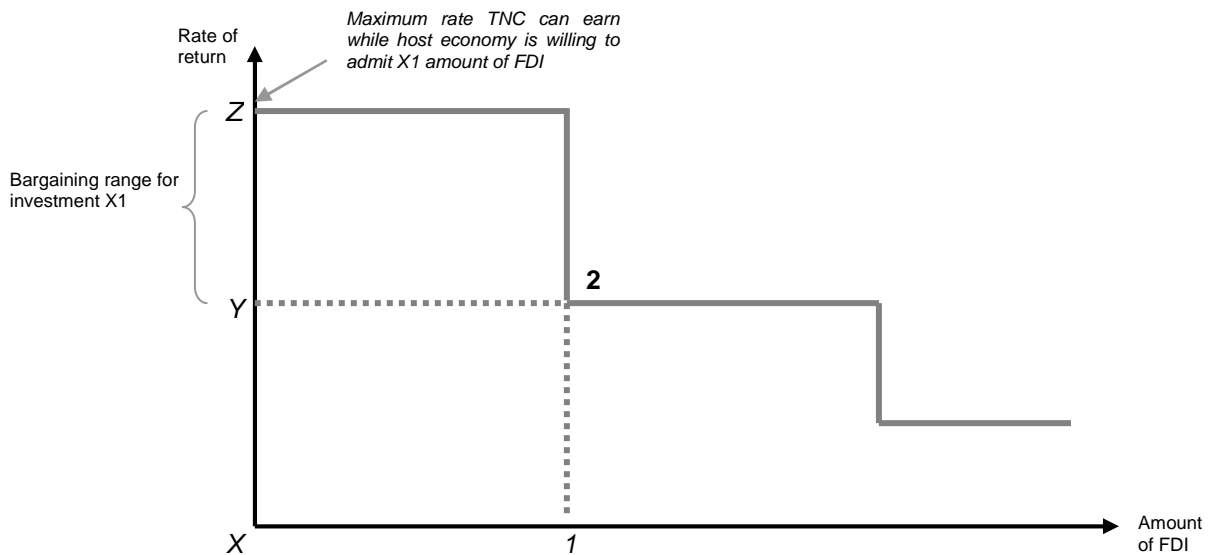 Maximum rate TNC can earn
while host economy is willing to
admit X1 amount of FDI
Rate of
return
Z
Bargaining range for
investment X1
2
Y
X
1
Amount
of FDI